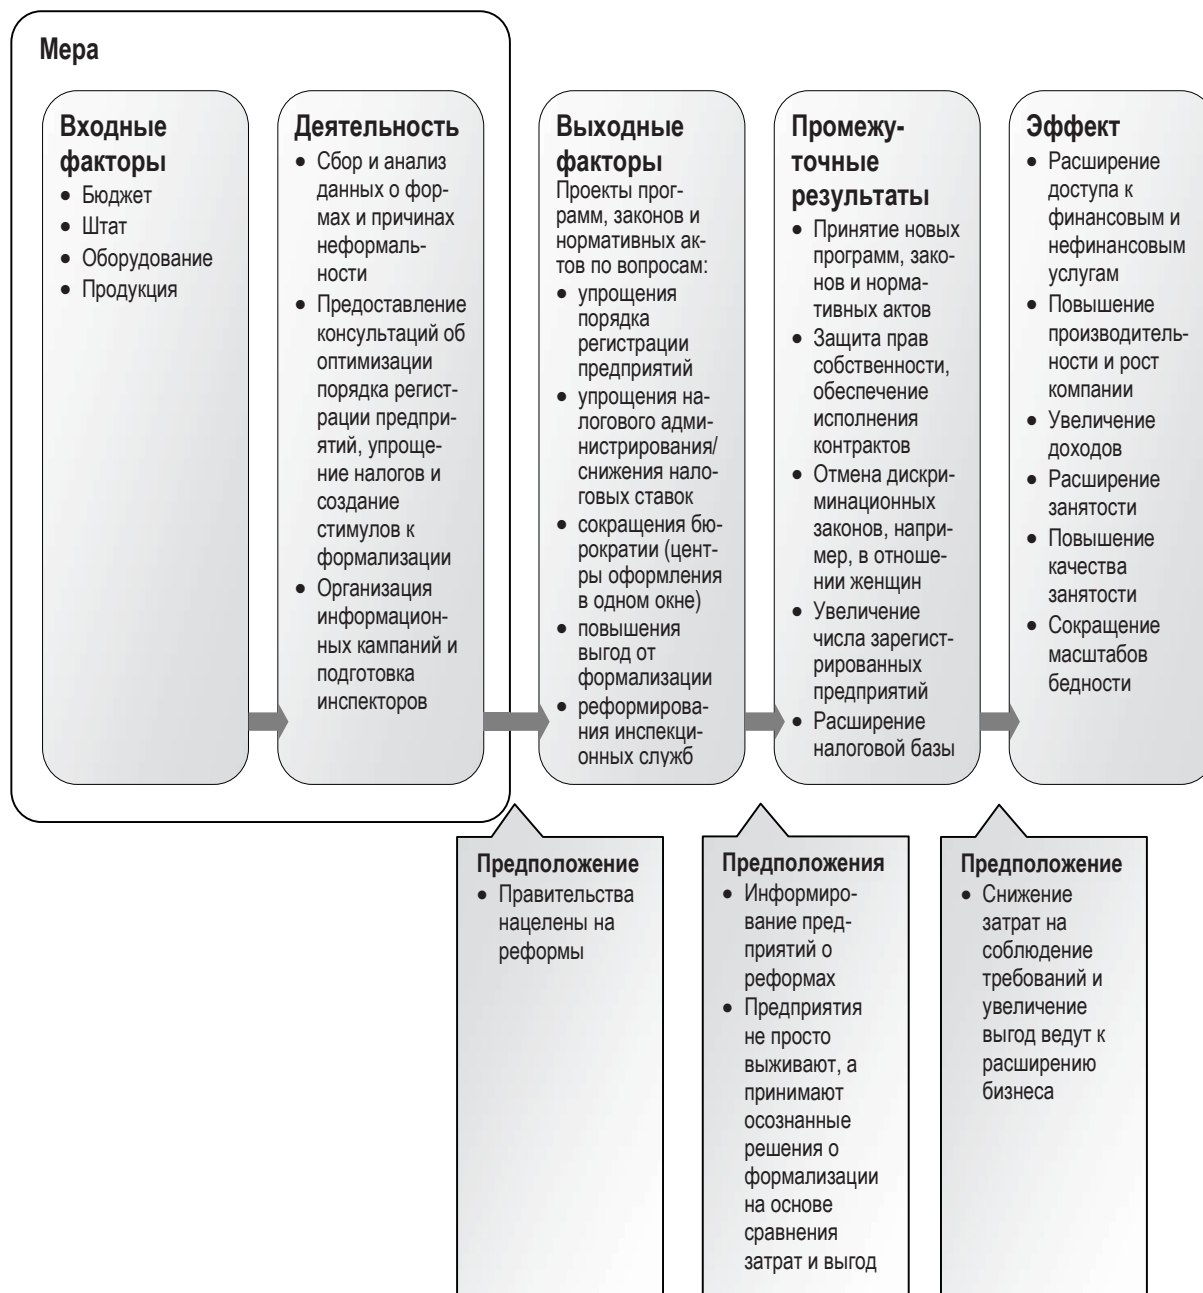 Мера
Входные
факторы
• Бюджет
• Штат
• Оборудование
• Продукция
Деятельность
• Сбор и анализ
данных о фор-
мах и причинах
неформаль-
ности
• Предоставление
консультаций об
оптимизации
порядка регист-
рации предпри-
ятий, упроще-
ние налогов и
создание
стимулов к
формализации
• Организация
информацион-
ных кампаний и
подготовка
инспекторов
Выходные
факторы
Проекты прог-
рамм, законов и
нормативных ак-
тов по вопросам:
• упрощения
порядка
регистрации
предприятий
• упрощения на-
логового адми-
нистрирования/
снижения нало-
говых ставок
• сокращения бю-
рократии (цент-
ры оформления
в одном окне)
• повышения
выгод от
формализации
• реформирова-
ния инспекци-
онных служб
Промежу-
точные
результаты
• Принятие новых
программ, зако-
нов и норма-
тивных актов
• Защита прав
собственности,
обеспечение
исполнения
контрактов
• Отмена дискри-
минационных
законов, напри-
мер, в отноше-
нии женщин
• Увеличение
числа зарегист-
рированных
предприятий
• Расширение
налоговой базы
Эффект
• Расширение
доступа к
финансовым и
нефинансовым
услугам
• Повышение
производитель-
ности и рост
компании
• Увеличение
доходов
• Расширение
занятости
• Повышение
качества
занятости
• Сокращение
масштабов
бедности
Предположение
• Правительства
нацелены на
реформы
Предположения
• Информиро-
вание пред-
приятий о
реформах
• Предприятия
не просто
выживают, а
принимают
осознанные
решения о
формализации
на основе
сравнения
затрат и выгод
Предположение
• Снижение
затрат на
соблюдение
требований и
увеличение
выгод ведут к
расширению
бизнеса